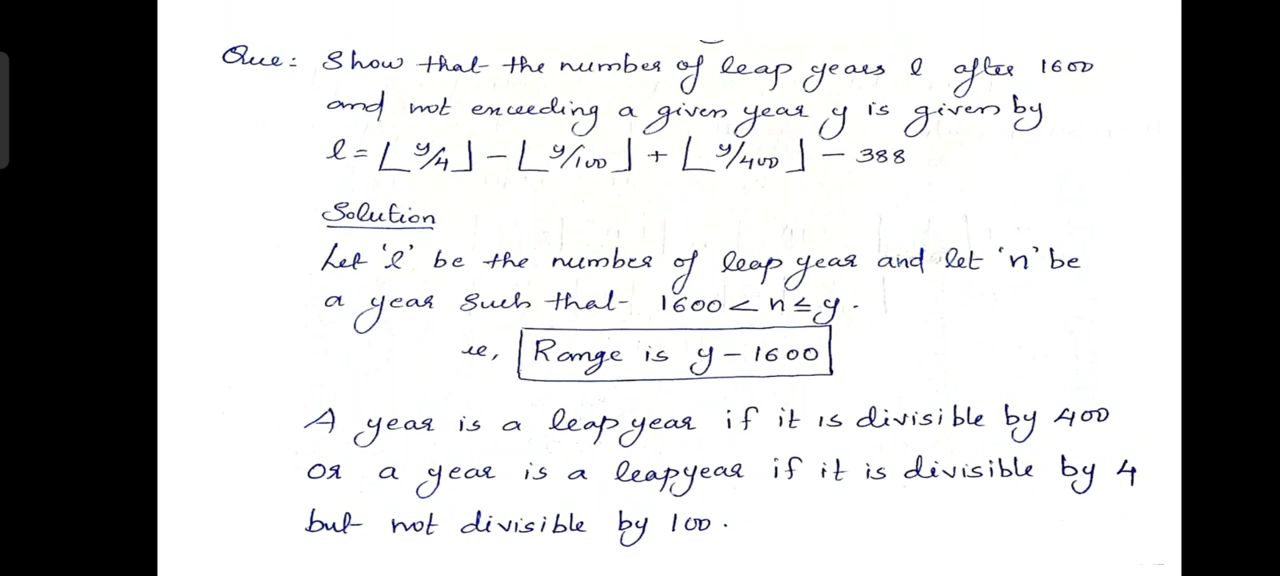 Que: Show that the number of leap years l after 1600
and not exceeding a given year y is given by
l = ⌊y/4⌋ - ⌊y/100⌋ + ⌊y/400⌋ - 388
Solution
Let 'l' be the number of leap year and let 'n' be
a year such that 1600 < n ≤ y.
ie, Range is y - 1600
A year is a leap year if it is divisible by 400
or a year is a leapyear if it is divisible by 4
but not divisible by 100.